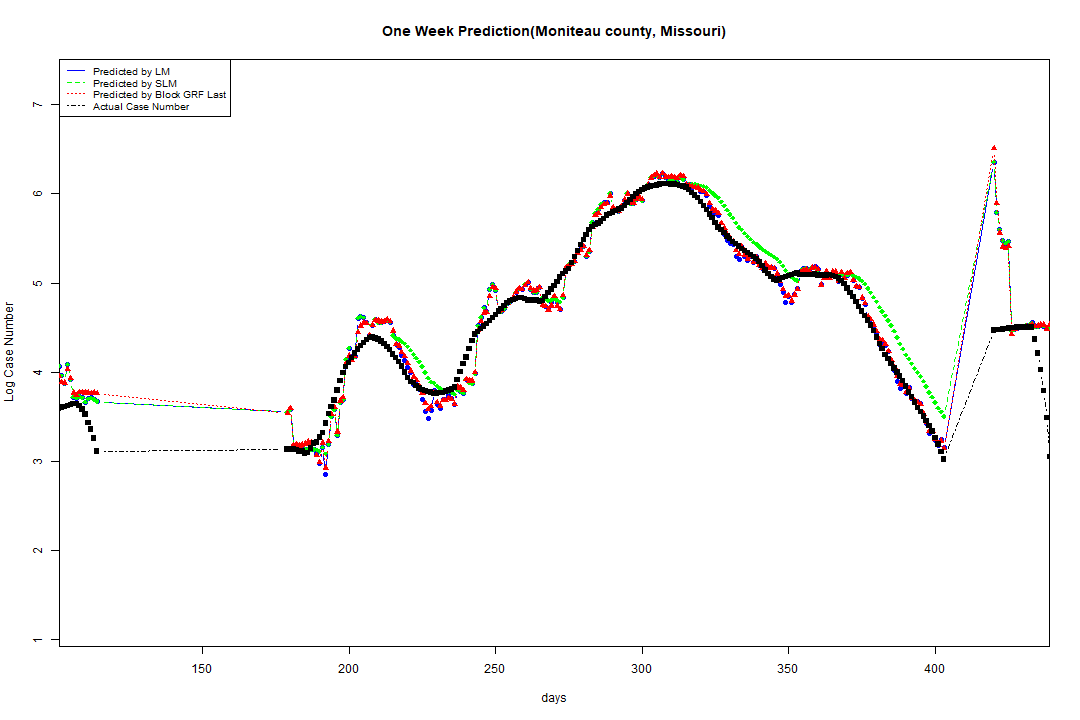 One Week Prediction(Moniteau county, Missouri)
Predicted by LM
Predicted by SLM
Predicted by Block GRF Last
Actual Case Number
7
6
5
4
3
2
1
Log Case Number
150 200 250 300 350 400
days